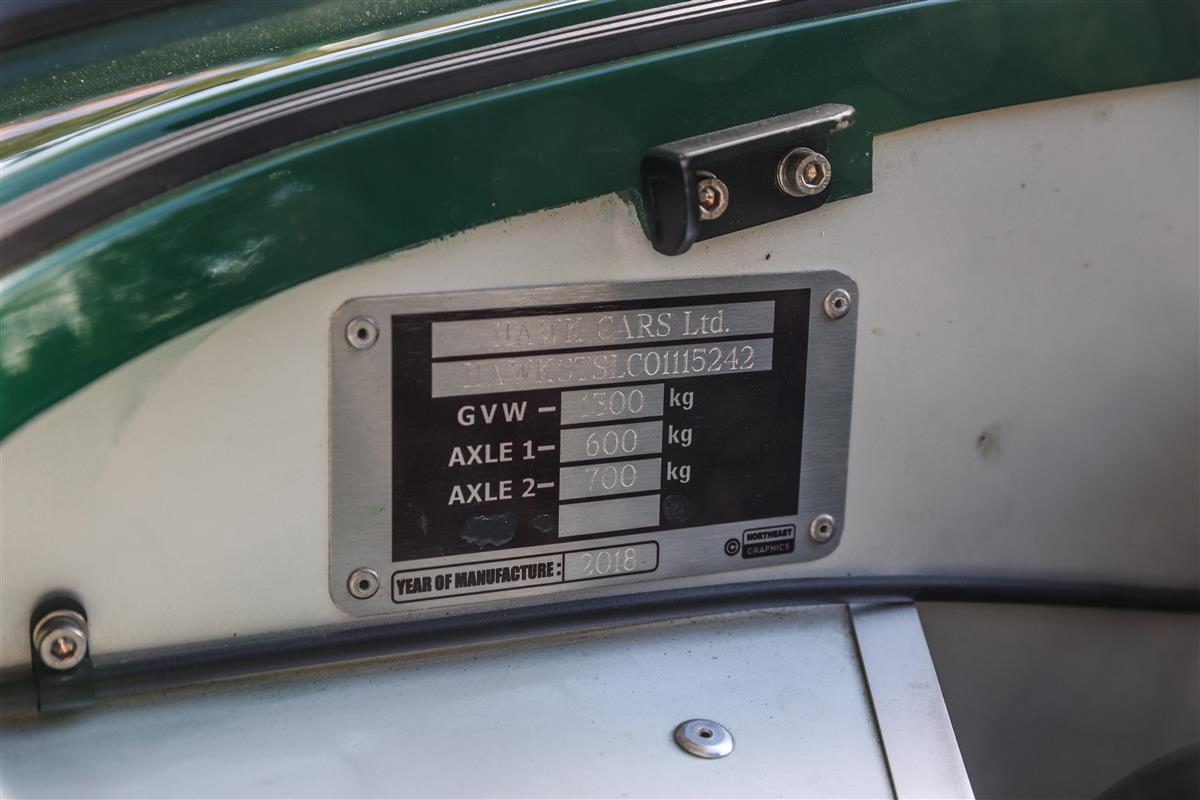 HAWK CARS Ltd.
HAWKSTSLC01115242
GVW – 1300 kg
AXLE 1– 600 kg
AXLE 2– 700 kg
© NORTHEAST GRAPHICS
YEAR OF MANUFACTURE: 2018